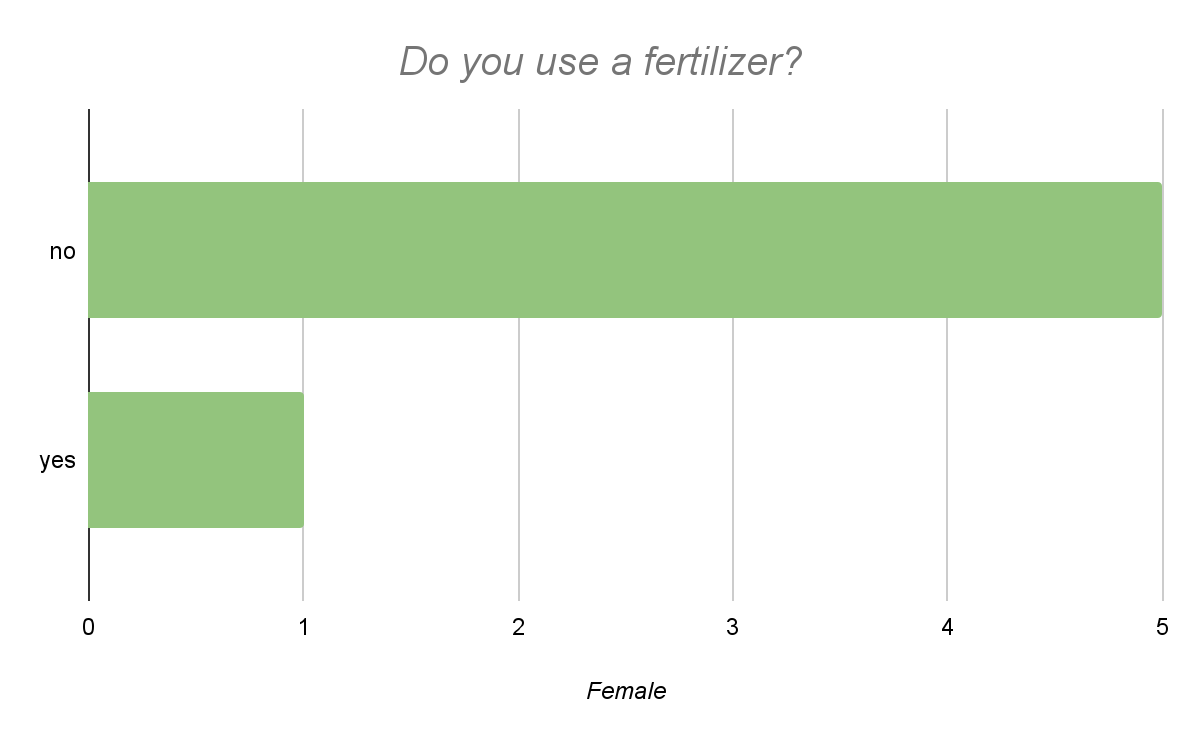 Do you use a fertilizer?
no
yes
0 1 2 3 4 5
Female